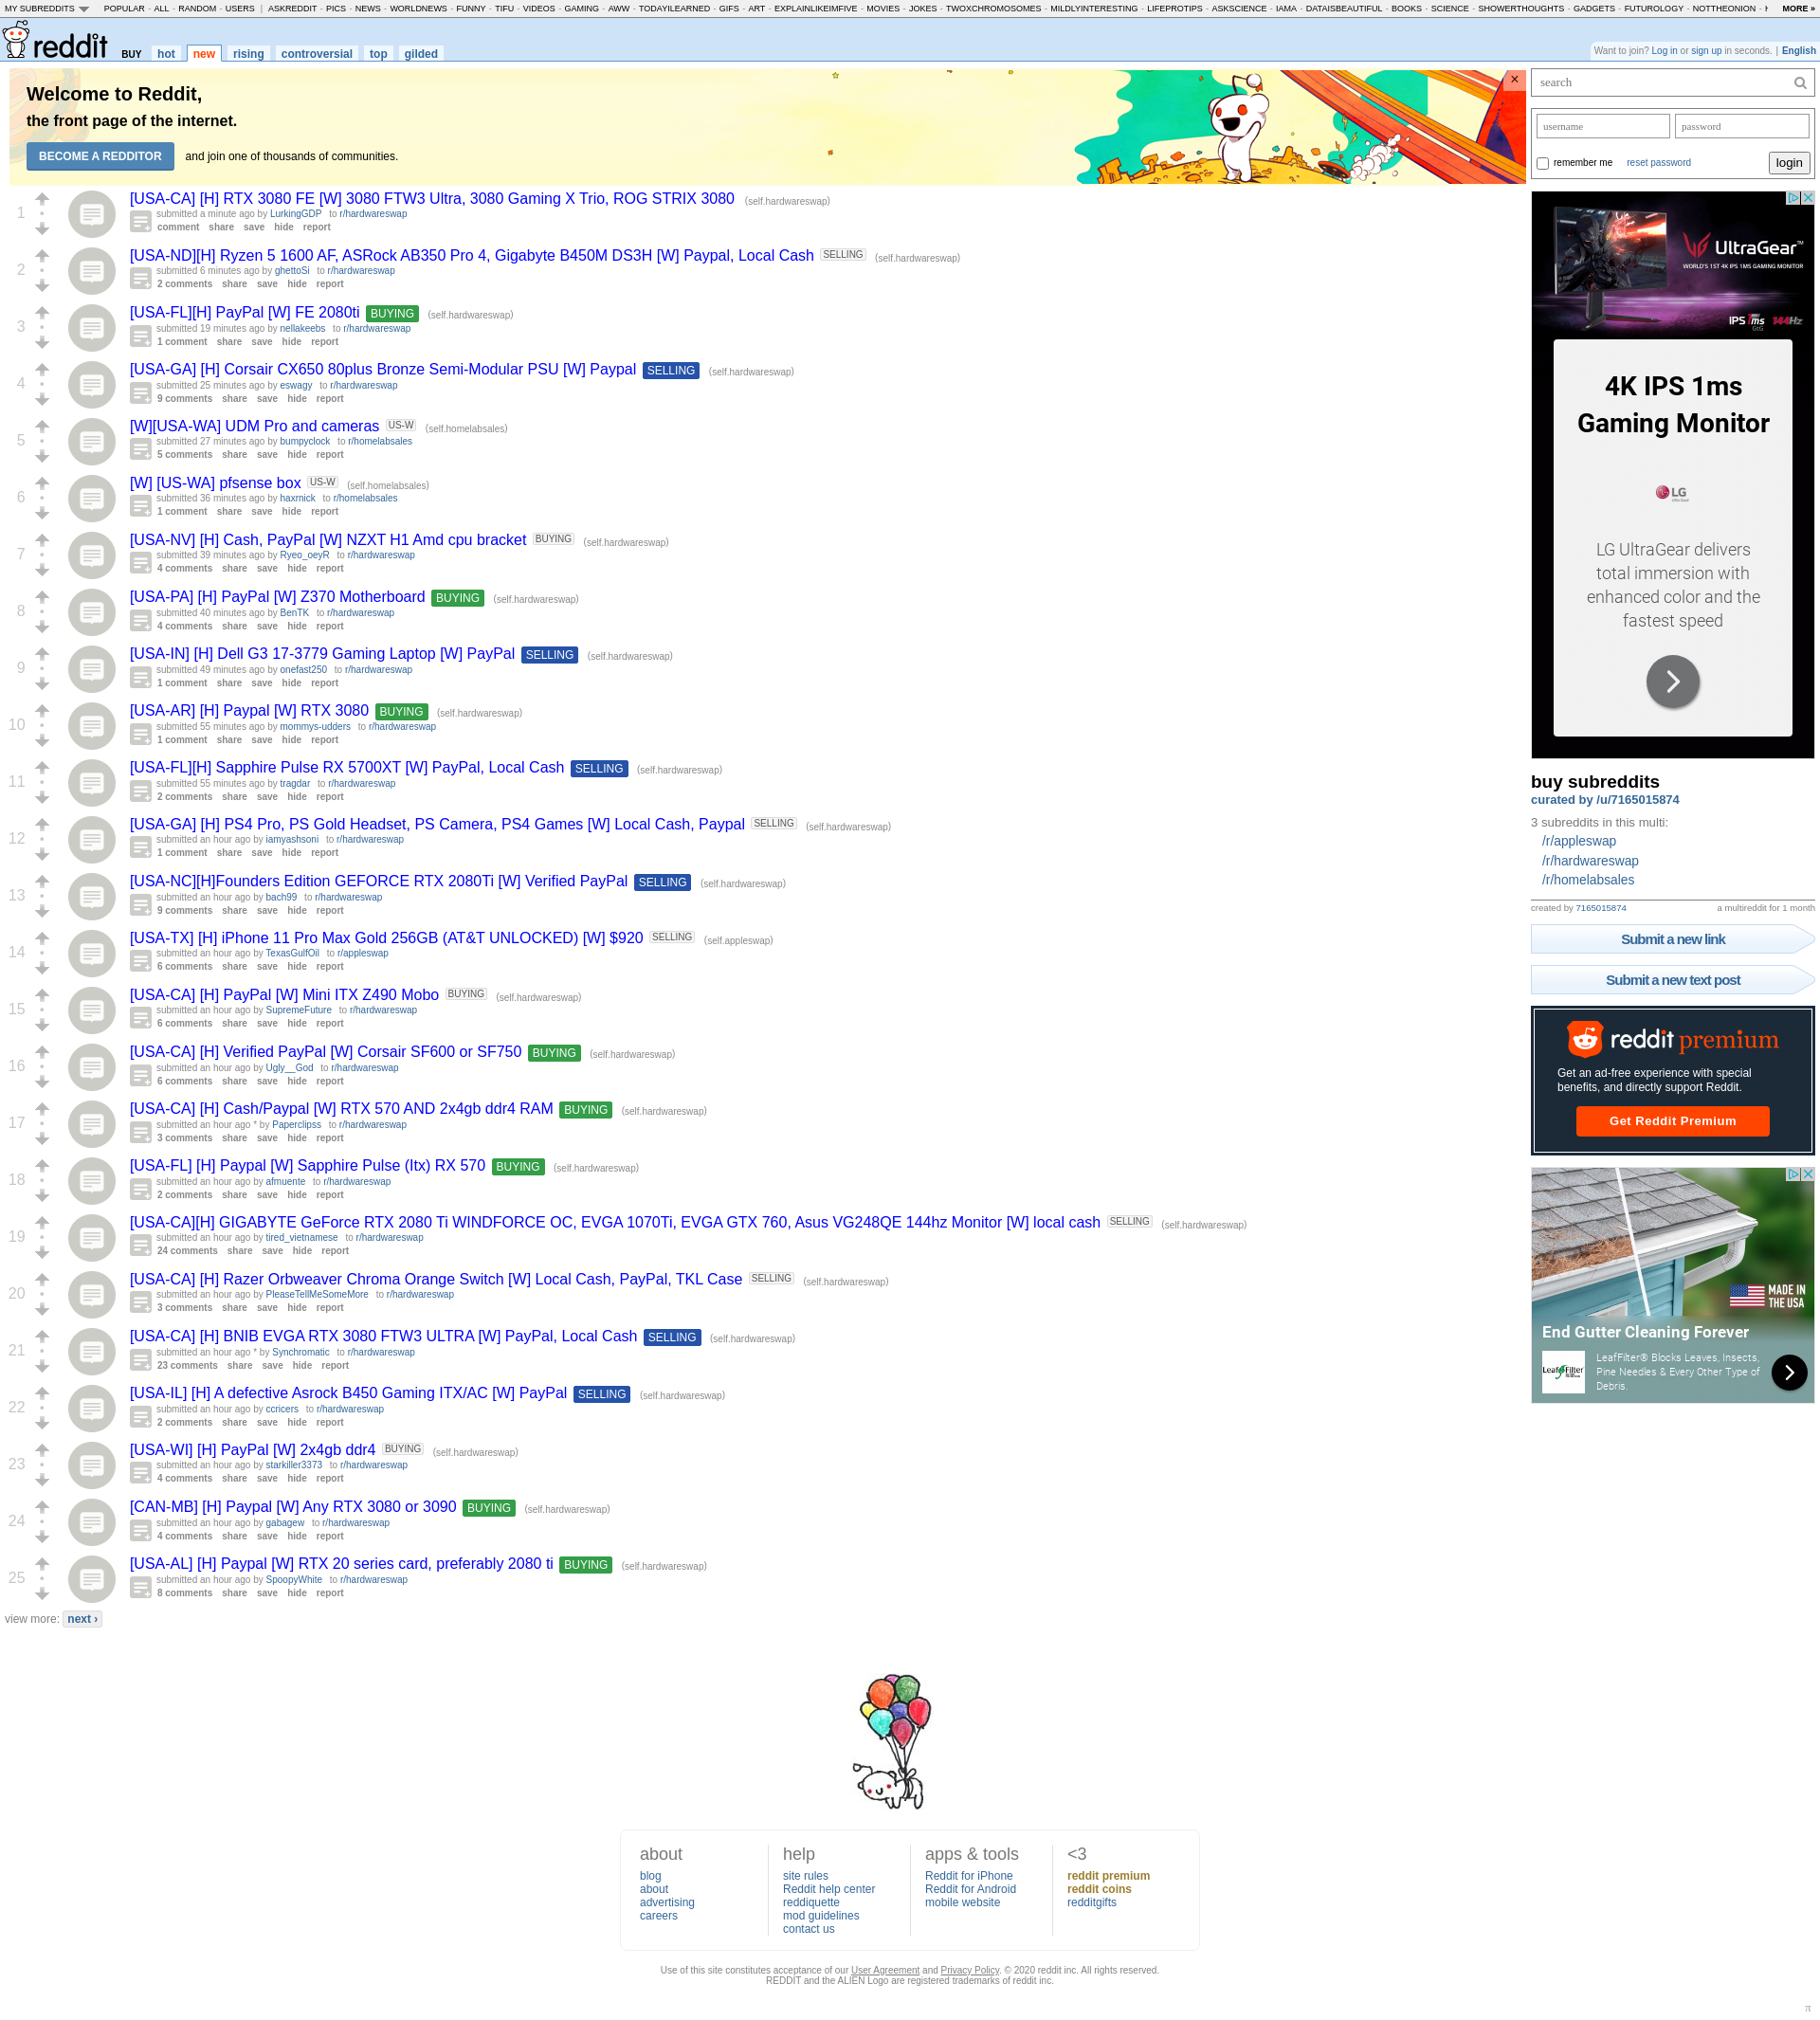 MY SUBREDDITS POPULAR - ALL - RANDOM - USERS | ASKREDDIT - PICS - NEWS - WORLDNEWS - FUNNY - TIFU - VIDEOS - GAMING - AWW - TODAYILEARNED - GIFS - ART - EXPLAINLIKEIMFIVE - MOVIES - JOKES - TWOXCHROMOSOMES - MILDLYINTERESTING - LIFEPROTIPS - ASKSCIENCE - IAMA - DATAISBEAUTIFUL - BOOKS - SCIENCE - SHOWERTHOUGHTS - GADGETS - FUTUROLOGY - NOTTHEONION - MORE »
reddit BUY hot new rising controversial top gilded
Want to join? Log in or sign up in seconds. | English
Welcome to Reddit,
the front page of the internet.
BECOME A REDDITOR and join one of thousands of communities.
×
1
[USA-CA] [H] RTX 3080 FE [W] 3080 FTW3 Ultra, 3080 Gaming X Trio, ROG STRIX 3080 (self.hardwareswap)
submitted a minute ago by LurkingGDP to r/hardwareswap
comment share save hide report
2
[USA-ND][H] Ryzen 5 1600 AF, ASRock AB350 Pro 4, Gigabyte B450M DS3H [W] Paypal, Local Cash SELLING (self.hardwareswap)
submitted 6 minutes ago by ghettoSi to r/hardwareswap
2 comments share save hide report
3
[USA-FL][H] PayPal [W] FE 2080ti BUYING (self.hardwareswap)
submitted 19 minutes ago by nellakeebs to r/hardwareswap
1 comment share save hide report
4
[USA-GA] [H] Corsair CX650 80plus Bronze Semi-Modular PSU [W] Paypal SELLING (self.hardwareswap)
submitted 25 minutes ago by eswagy to r/hardwareswap
9 comments share save hide report
5
[W][USA-WA] UDM Pro and cameras US-W (self.homelabsales)
submitted 27 minutes ago by bumpyclock to r/homelabsales
5 comments share save hide report
6
[W] [US-WA] pfsense box US-W (self.homelabsales)
submitted 36 minutes ago by haxrnick to r/homelabsales
1 comment share save hide report
7
[USA-NV] [H] Cash, PayPal [W] NZXT H1 Amd cpu bracket BUYING (self.hardwareswap)
submitted 39 minutes ago by Ryeo_oeyR to r/hardwareswap
4 comments share save hide report
8
[USA-PA] [H] PayPal [W] Z370 Motherboard BUYING (self.hardwareswap)
submitted 40 minutes ago by BenTK to r/hardwareswap
4 comments share save hide report
9
[USA-IN] [H] Dell G3 17-3779 Gaming Laptop [W] PayPal SELLING (self.hardwareswap)
submitted 49 minutes ago by onefast250 to r/hardwareswap
1 comment share save hide report
10
[USA-AR] [H] Paypal [W] RTX 3080 BUYING (self.hardwareswap)
submitted 55 minutes ago by mommys-udders to r/hardwareswap
1 comment share save hide report
11
[USA-FL][H] Sapphire Pulse RX 5700XT [W] PayPal, Local Cash SELLING (self.hardwareswap)
submitted 55 minutes ago by tragdar to r/hardwareswap
2 comments share save hide report
12
[USA-GA] [H] PS4 Pro, PS Gold Headset, PS Camera, PS4 Games [W] Local Cash, Paypal SELLING (self.hardwareswap)
submitted an hour ago by iamyashsoni to r/hardwareswap
1 comment share save hide report
13
[USA-NC][H]Founders Edition GEFORCE RTX 2080Ti [W] Verified PayPal SELLING (self.hardwareswap)
submitted an hour ago by bach99 to r/hardwareswap
9 comments share save hide report
14
[USA-TX] [H] iPhone 11 Pro Max Gold 256GB (AT&T UNLOCKED) [W] $920 SELLING (self.appleswap)
submitted an hour ago by TexasGulfOil to r/appleswap
6 comments share save hide report
15
[USA-CA] [H] PayPal [W] Mini ITX Z490 Mobo BUYING (self.hardwareswap)
submitted an hour ago by SupremeFuture to r/hardwareswap
6 comments share save hide report
16
[USA-CA] [H] Verified PayPal [W] Corsair SF600 or SF750 BUYING (self.hardwareswap)
submitted an hour ago by Ugly__God to r/hardwareswap
6 comments share save hide report
17
[USA-CA] [H] Cash/Paypal [W] RTX 570 AND 2x4gb ddr4 RAM BUYING (self.hardwareswap)
submitted an hour ago * by Paperclipss to r/hardwareswap
3 comments share save hide report
18
[USA-FL] [H] Paypal [W] Sapphire Pulse (Itx) RX 570 BUYING (self.hardwareswap)
submitted an hour ago by afmuente to r/hardwareswap
2 comments share save hide report
19
[USA-CA][H] GIGABYTE GeForce RTX 2080 Ti WINDFORCE OC, EVGA 1070Ti, EVGA GTX 760, Asus VG248QE 144hz Monitor [W] local cash SELLING (self.hardwareswap)
submitted an hour ago by tired_vietnamese to r/hardwareswap
24 comments share save hide report
20
[USA-CA] [H] Razer Orbweaver Chroma Orange Switch [W] Local Cash, PayPal, TKL Case SELLING (self.hardwareswap)
submitted an hour ago by PleaseTellMeSomeMore to r/hardwareswap
3 comments share save hide report
21
[USA-CA] [H] BNIB EVGA RTX 3080 FTW3 ULTRA [W] PayPal, Local Cash SELLING (self.hardwareswap)
submitted an hour ago * by Synchromatic to r/hardwareswap
23 comments share save hide report
22
[USA-IL] [H] A defective Asrock B450 Gaming ITX/AC [W] PayPal SELLING (self.hardwareswap)
submitted an hour ago by ccricers to r/hardwareswap
2 comments share save hide report
23
[USA-WI] [H] PayPal [W] 2x4gb ddr4 BUYING (self.hardwareswap)
submitted an hour ago by starkiller3373 to r/hardwareswap
4 comments share save hide report
24
[CAN-MB] [H] Paypal [W] Any RTX 3080 or 3090 BUYING (self.hardwareswap)
submitted an hour ago by gabagew to r/hardwareswap
4 comments share save hide report
25
[USA-AL] [H] Paypal [W] RTX 20 series card, preferably 2080 ti BUYING (self.hardwareswap)
submitted an hour ago by SpoopyWhite to r/hardwareswap
8 comments share save hide report
view more: next ›
search
username password
remember me reset password login
UltraGear™
WORLD'S 1ST 4K IPS 1MS GAMING MONITOR
IPS 1ms GtG 144Hz
4K IPS 1ms
Gaming Monitor
LG
LG UltraGear delivers
total immersion with
enhanced color and the
fastest speed
buy subreddits
curated by /u/7165015874
3 subreddits in this multi:
/r/appleswap
/r/hardwareswap
/r/homelabsales
created by 7165015874 a multireddit for 1 month
Submit a new link
Submit a new text post
reddit premium
Get an ad-free experience with special
benefits, and directly support Reddit.
Get Reddit Premium
MADE IN
THE USA
End Gutter Cleaning Forever
LeafFilter
LeafFilter® Blocks Leaves, Insects,
Pine Needles & Every Other Type of
Debris.
about
blog
about
advertising
careers
help
site rules
Reddit help center
reddiquette
mod guidelines
contact us
apps & tools
Reddit for iPhone
Reddit for Android
mobile website
<3
reddit premium
reddit coins
redditgifts
Use of this site constitutes acceptance of our User Agreement and Privacy Policy. © 2020 reddit inc. All rights reserved.
REDDIT and the ALIEN Logo are registered trademarks of reddit inc.
π